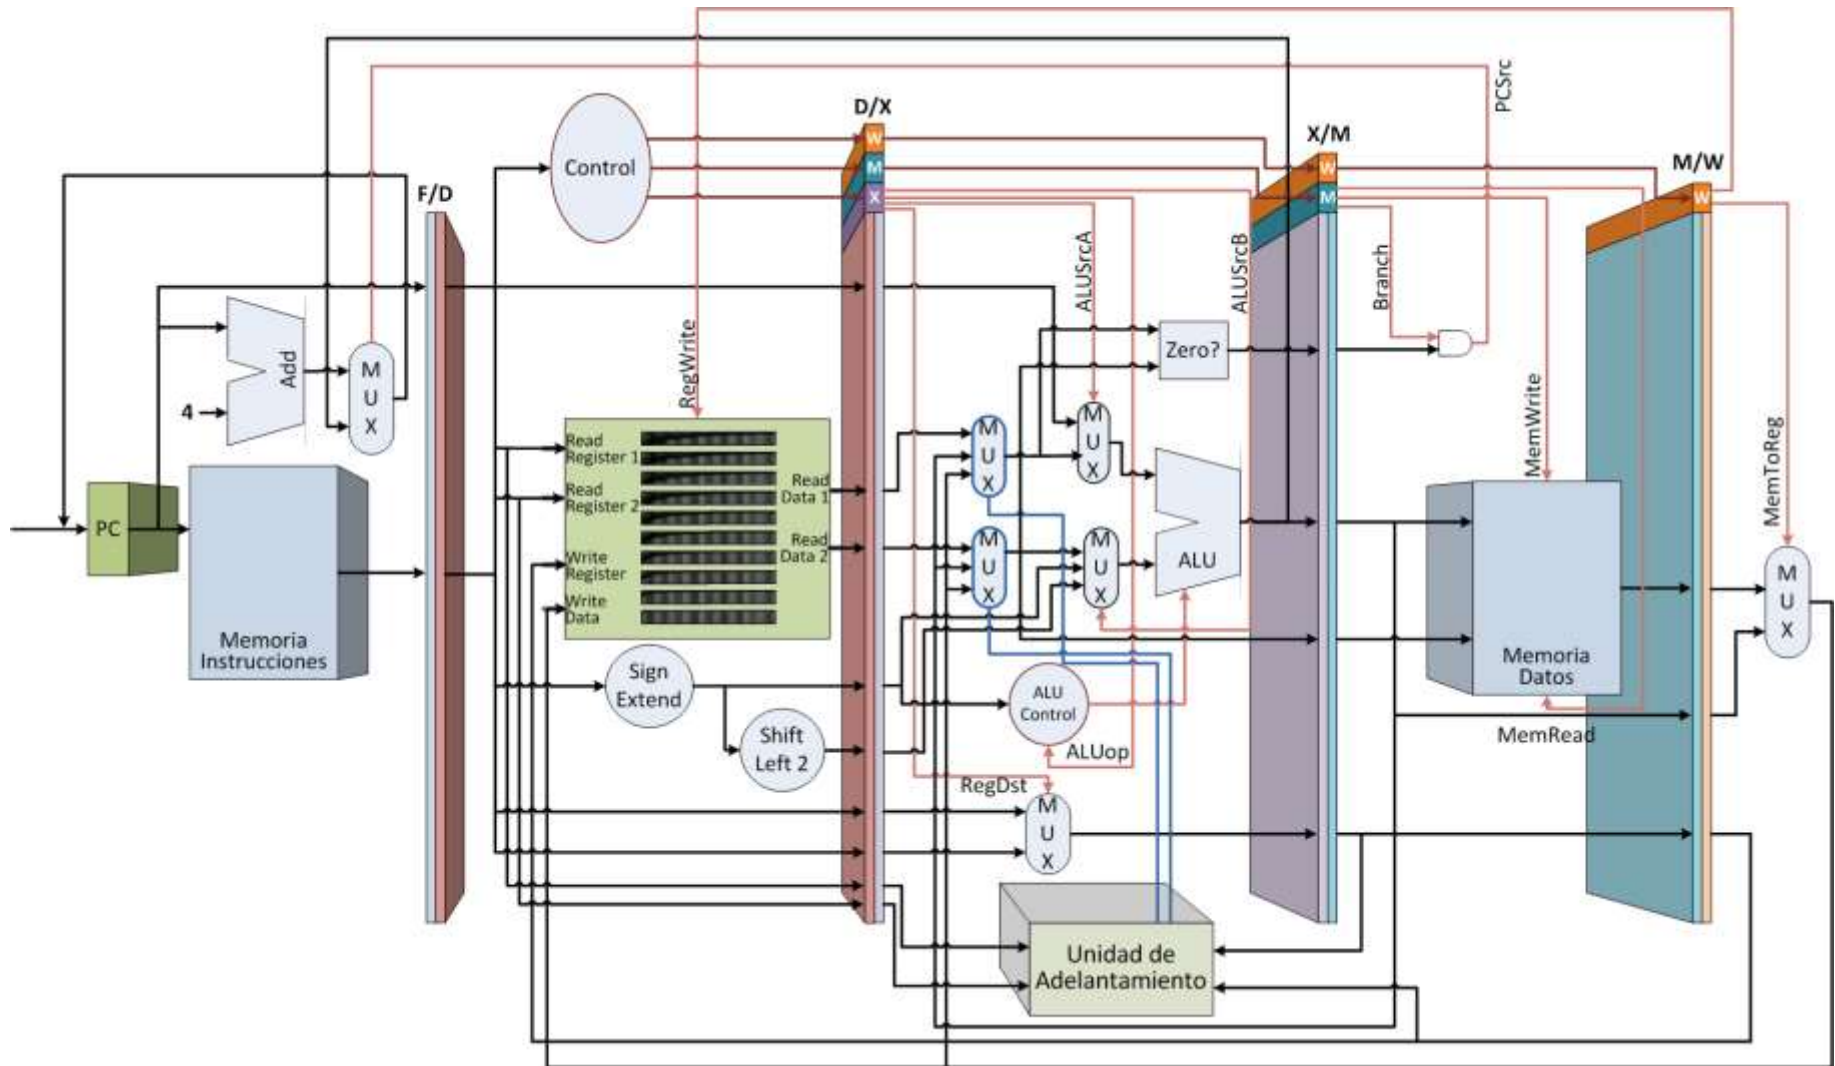 PCSrc
D/X
X/M
M/W
F/D
W
M
X
W
M
W
Control
ALUSrcA
ALUSrcB
Branch
RegWrite
MemWrite
MemToReg
Add
4
M
U
X
Zero?
PC
Memoria
Instrucciones
Read
Register 1
Read
Register 2
Write
Register
Write
Data
Read
Data 1
Read
Data 2
M
U
X
M
U
X
M
U
X
M
U
X
ALU
Memoria
Datos
M
U
X
Sign
Extend
Shift
Left 2
ALU
Control
ALUop
MemRead
RegDst
M
U
X
Unidad de
Adelantamiento